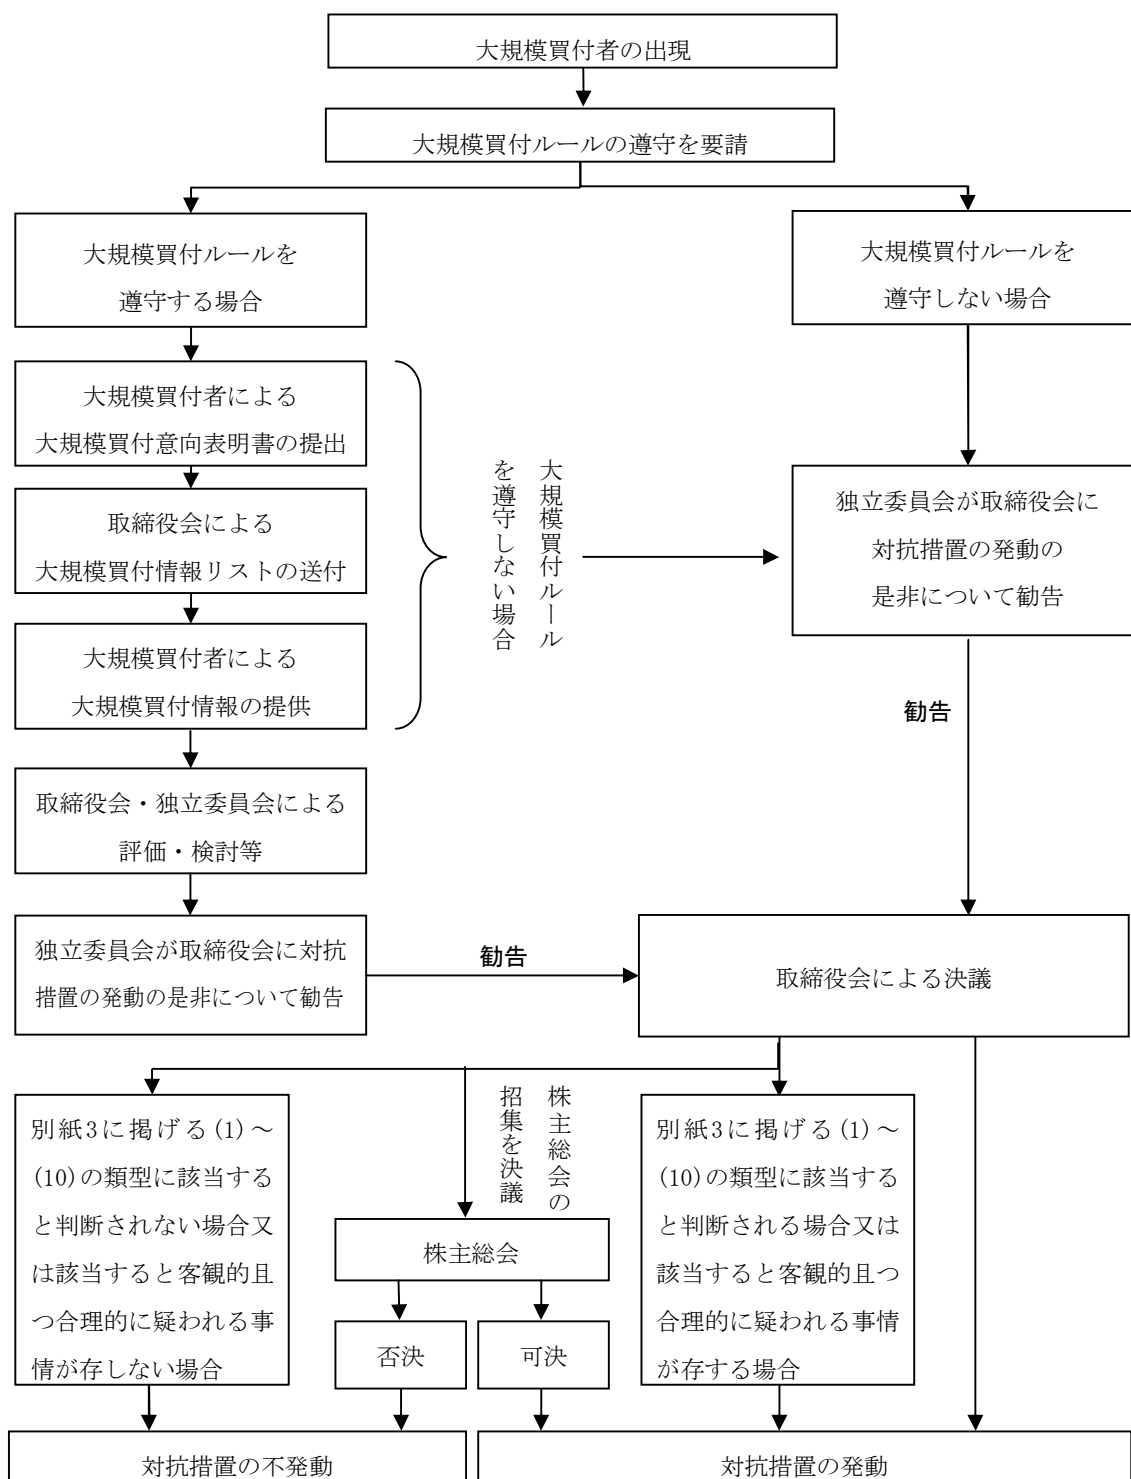 大規模買付者の出現
大規模買付ルールの遵守を要請
大規模買付ルールを
遵守する場合
大規模買付ルールを
遵守しない場合
大規模買付者による
大規模買付意向表明書の提出
取締役会による
大規模買付情報リストの送付
大規模買付者による
大規模買付情報の提供
大規模買付ルール
を遵守しない場合
独立委員会が取締役会に
対抗措置の発動の
是非について勧告
勧告
取締役会・独立委員会による
評価・検討等
独立委員会が取締役会に対抗
措置の発動の是非について勧告
勧告
取締役会による決議
別紙3に掲げる(1)～
(10)の類型に該当する
と判断されない場合又
は該当すると客観的且
つ合理的に疑われる事
情が存しない場合
株主総会の
招集を決議
株主総会
否決
可決
別紙3に掲げる(1)～
(10)の類型に該当する
と判断される場合又は
該当すると客観的且つ
合理的に疑われる事情
が存する場合
対抗措置の不発動
対抗措置の発動